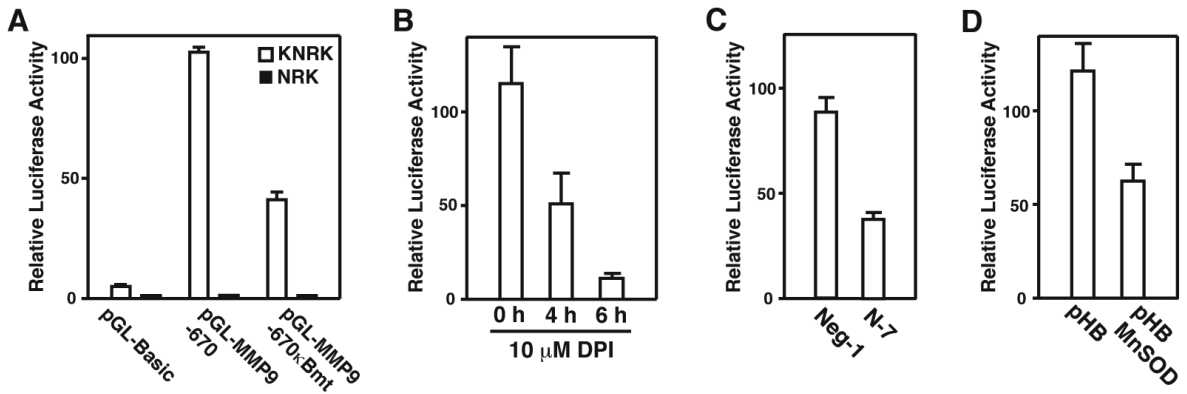 A
Relative Luciferase Activity
100
50
0
KNRK
NRK
pGL-Basic
pGL-MMP9
-670
pGL-MMP9
-670κBmt
B
Relative Luciferase Activity
100
50
0
0 h 4 h 6 h
10 μM DPI
C
Relative Luciferase Activity
100
50
0
Neg-1
N-7
D
Relative Luciferase Activity
100
50
0
pHB
pHB
MnSOD